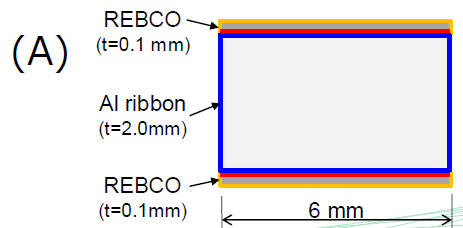 (A)
REBCO
(t=0.1 mm)
Al ribbon
(t=2.0mm)
REBCO
(t=0.1mm)
6 mm